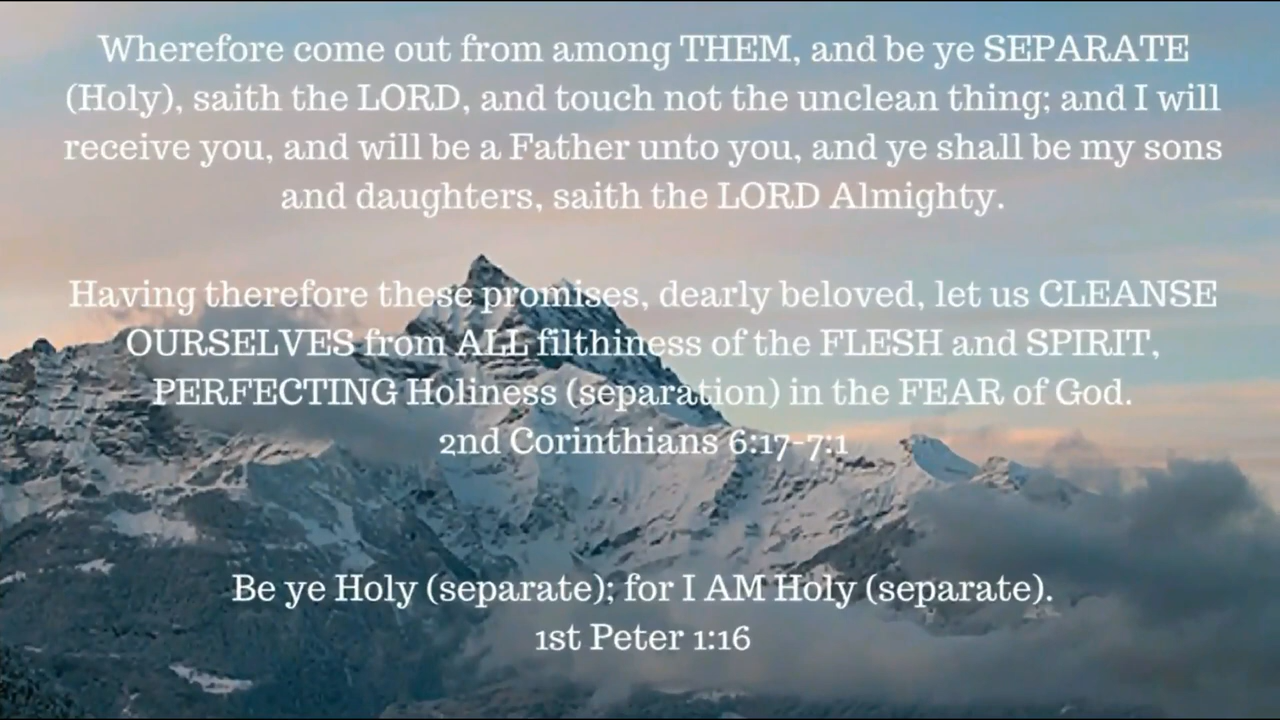 Wherefore come out from among THEM, and be ye SEPARATE
(Holy), saith the LORD, and touch not the unclean thing; and I will
receive you, and will be a Father unto you, and ye shall be my sons
and daughters, saith the LORD Almighty.
Having therefore these promises, dearly beloved, let us CLEANSE
OURSELVES from ALL filthiness of the FLESH and SPIRIT,
PERFECTING Holiness (separation) in the FEAR of God.
2nd Corinthians 6:17-7:1
Be ye Holy (separate); for I AM Holy (separate).
1st Peter 1:16